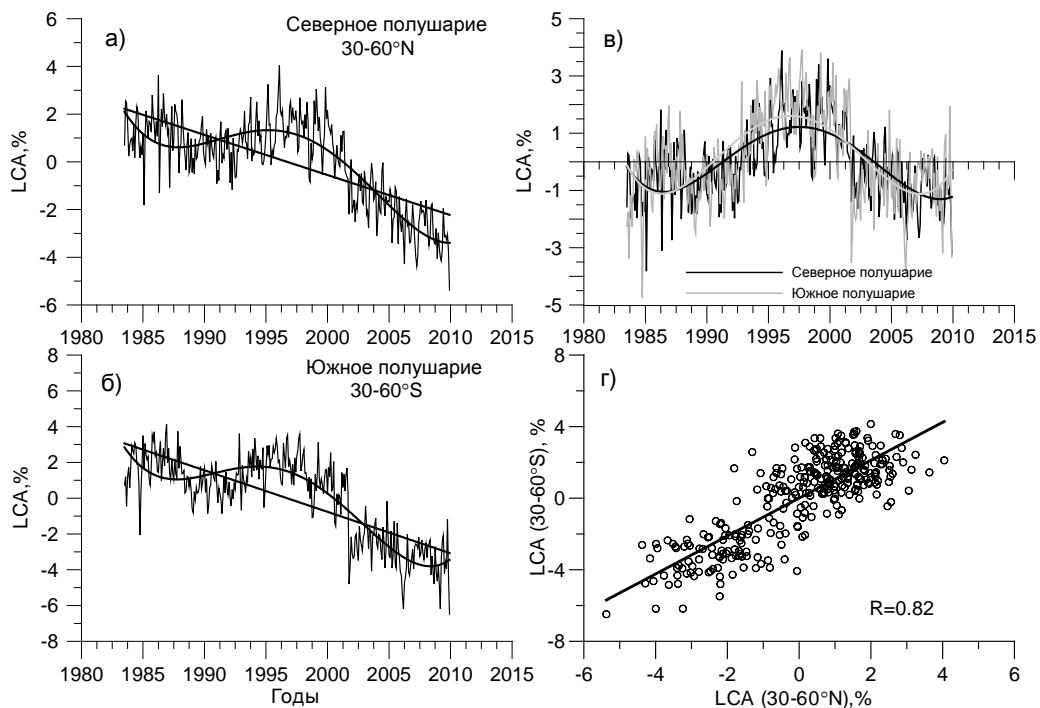 а)
Северное полушарие
30-60°N
LCA,%
6
4
2
0
-2
-4
-6
1980 1985 1990 1995 2000 2005 2010 2015
в)
LCA,%
5
3
1
-1
-3
-5
Северное полушарие
Южное полушарие
1980 1985 1990 1995 2000 2005 2010 2015
б)
Южное полушарие
30-60°S
LCA,%
8
6
4
2
0
-2
-4
-6
-8
1980 1985 1990 1995 2000 2005 2010 2015
Годы
г)
LCA (30-60°S), %
8
4
0
-4
-8
R=0.82
-6 -4 -2 0 2 4 6
LCA (30-60°N),%